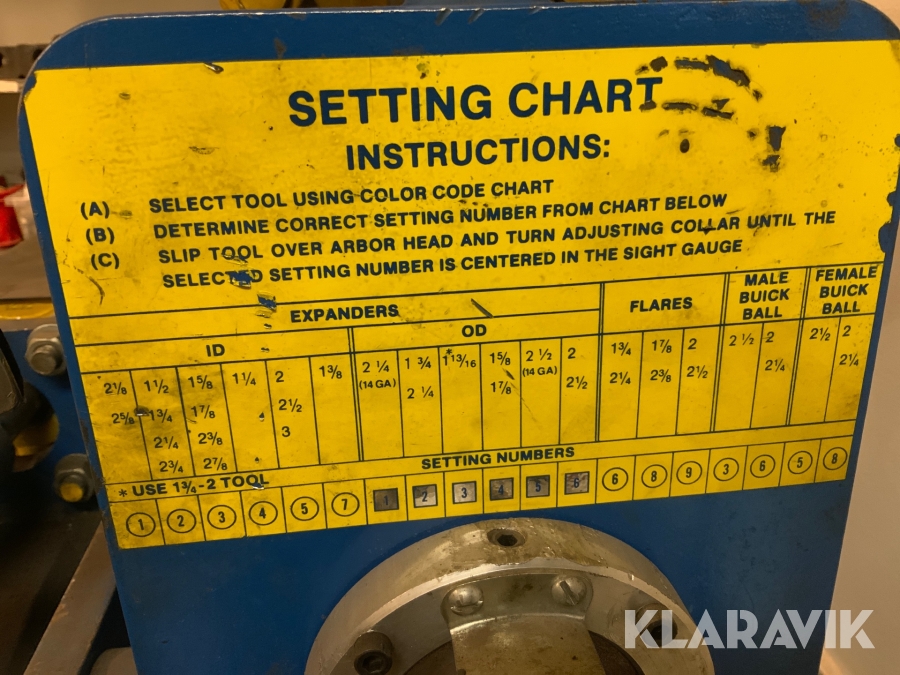 SETTING CHART
INSTRUCTIONS:
(A) SELECT TOOL USING COLOR CODE CHART
(B) DETERMINE CORRECT SETTING NUMBER FROM CHART BELOW
(C) SLIP TOOL OVER ARBOR HEAD AND TURN ADJUSTING COLLAR UNTIL THE
SELECTED SETTING NUMBER IS CENTERED IN THE SIGHT GAUGE
EXPANDERS FLARES MALE BUICK BALL FEMALE BUICK BALL
ID OD
2⅛ 1½ 1⅝ 1¼ 2 1⅜ 2 ¼ 1 ¾ 1*13/16 1⅝ 2 ½ 2 1¾ 1⅞ 2 2 ½ 2 2½ 2
(14 GA) (14 GA)
2⅝ 1¾ 1⅞ 2½ 2 ¼ 1⅞ 2½ 2¼ 2⅜ 2½ 2¼ 2¼
2¼ 2⅜ 3
2¾ 2⅞
SETTING NUMBERS
* USE 1¾-2 TOOL
1 2 3 4 5 7 1 2 3 4 5 6 6 8 9 3 6 5 8
KLARAVIK